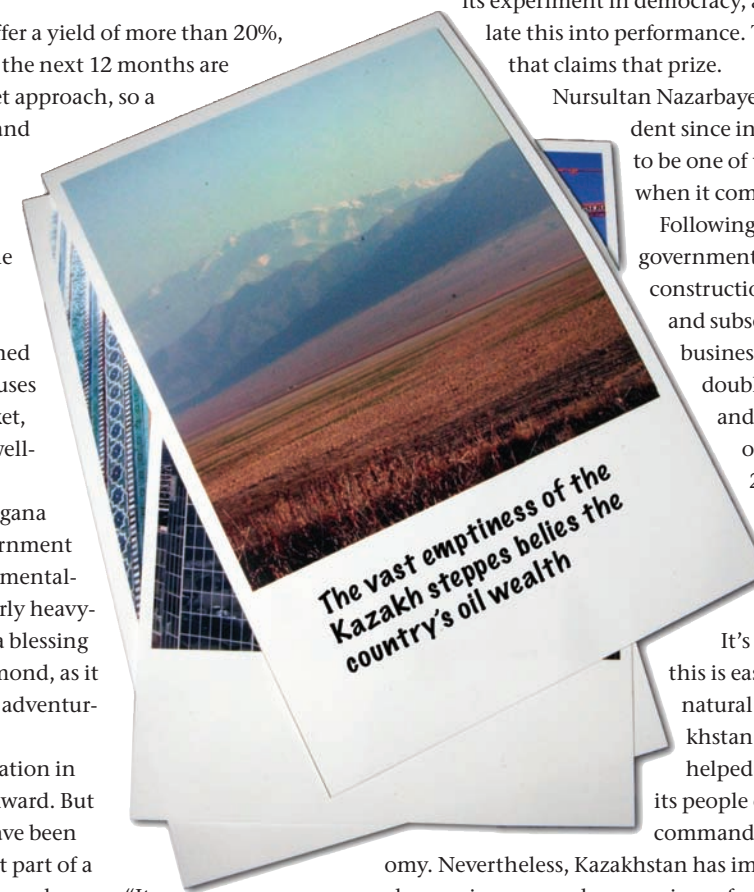 ffer a yield of more than 20%,
the next 12 months are
et approach, so a
nd
ned
uses
ket,
well-
gana
rnment
mental-
rly heavy-
a blessing
mond, as it
adventur-
ation in
ward. But
ave been
t part of a
The vast emptiness of the
Kazakh steppes belies the
country's oil wealth
its experiment in democracy, a
late this into performance. T
that claims that prize.
Nursultan Nazarbaye
dent since in
to be one of
when it com
Following
government
constructio
and subse
busines
doub
and
o
2
It's
this is eas
natural
khstan
helped
its people
command
omy. Nevertheless, Kazakhstan has im